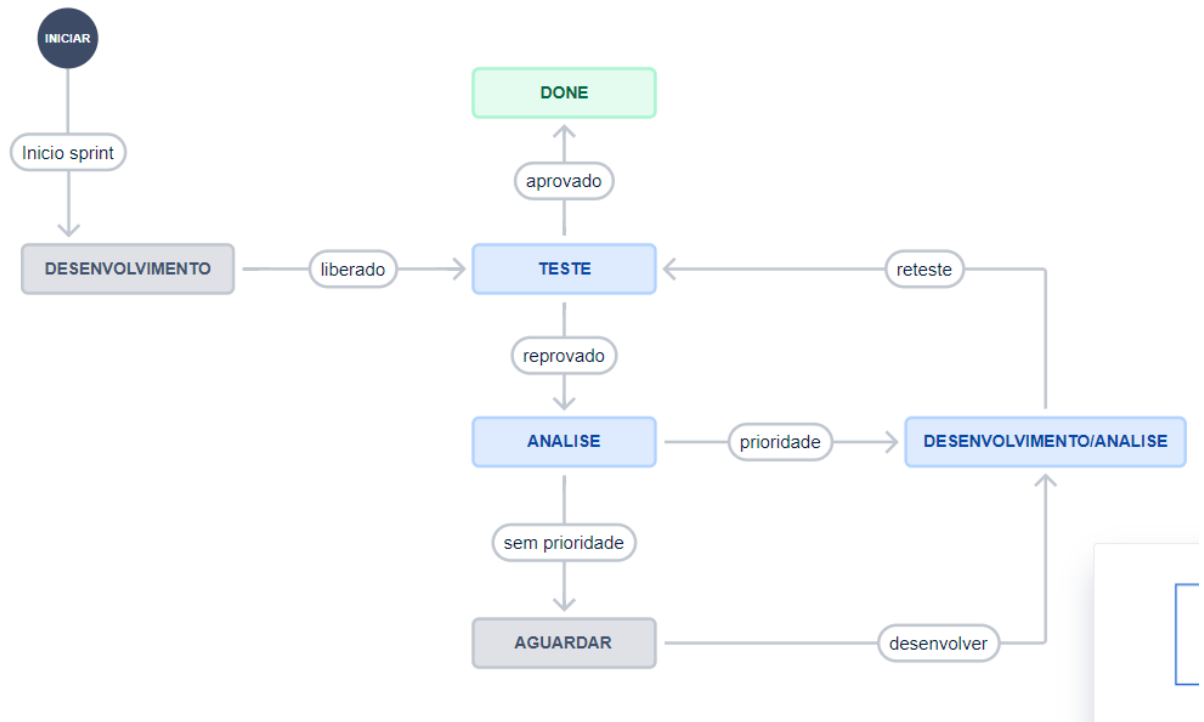 INICIAR
DONE
Inicio sprint
aprovado
DESENVOLVIMENTO
liberado
TESTE
reteste
reprovado
ANALISE
prioridade
DESENVOLVIMENTO/ANALISE
sem prioridade
AGUARDAR
desenvolver